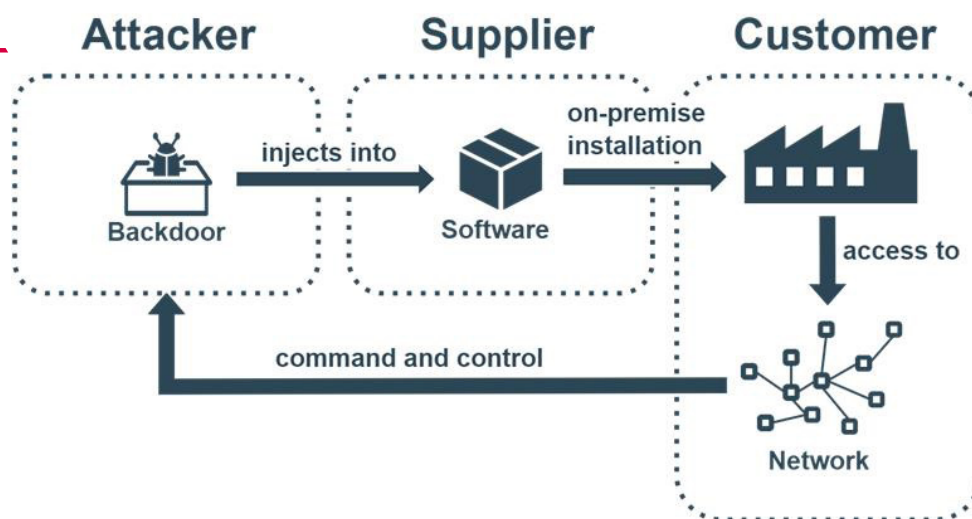 Attacker
Supplier
Customer
injects into
on-premise
installation
Backdoor
Software
access to
command and control
Network